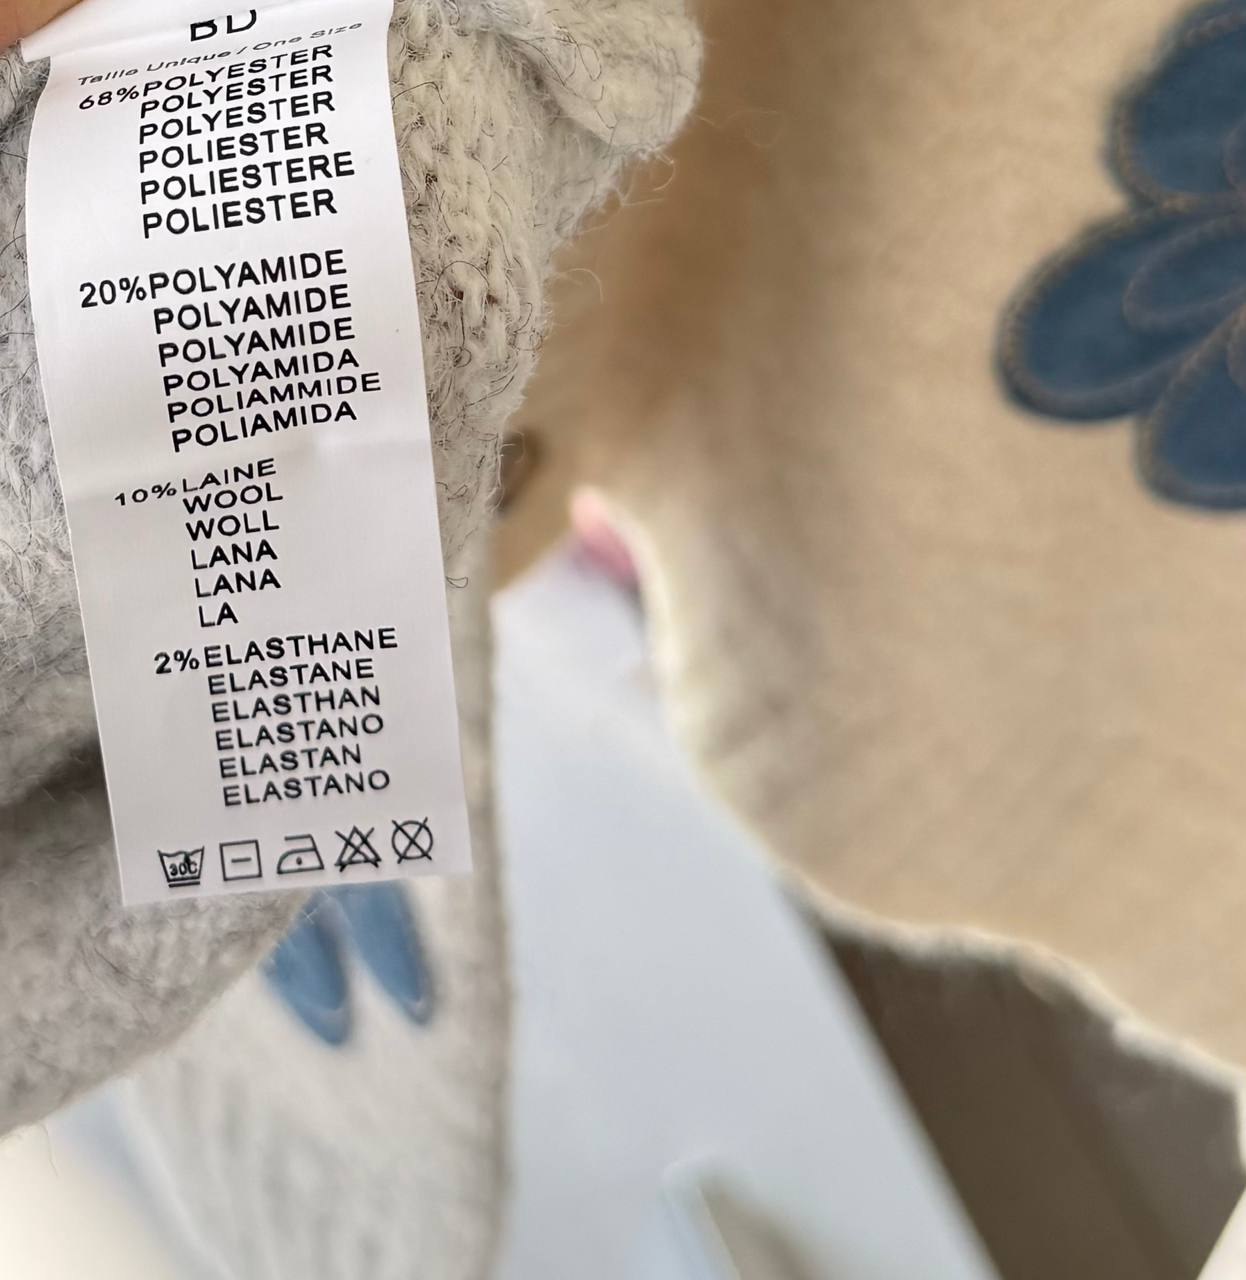 BD
Taille Unique / One Size
68%POLYESTER
POLYESTER
POLYESTER
POLIESTER
POLIESTERE
POLIESTER
20%POLYAMIDE
POLYAMIDE
POLYAMIDE
POLYAMIDA
POLIAMMIDE
POLIAMIDA
10%LAINE
WOOL
WOLL
LANA
LANA
LA
2%ELASTHANE
ELASTANE
ELASTHAN
ELASTANO
ELASTAN
ELASTANO
30C